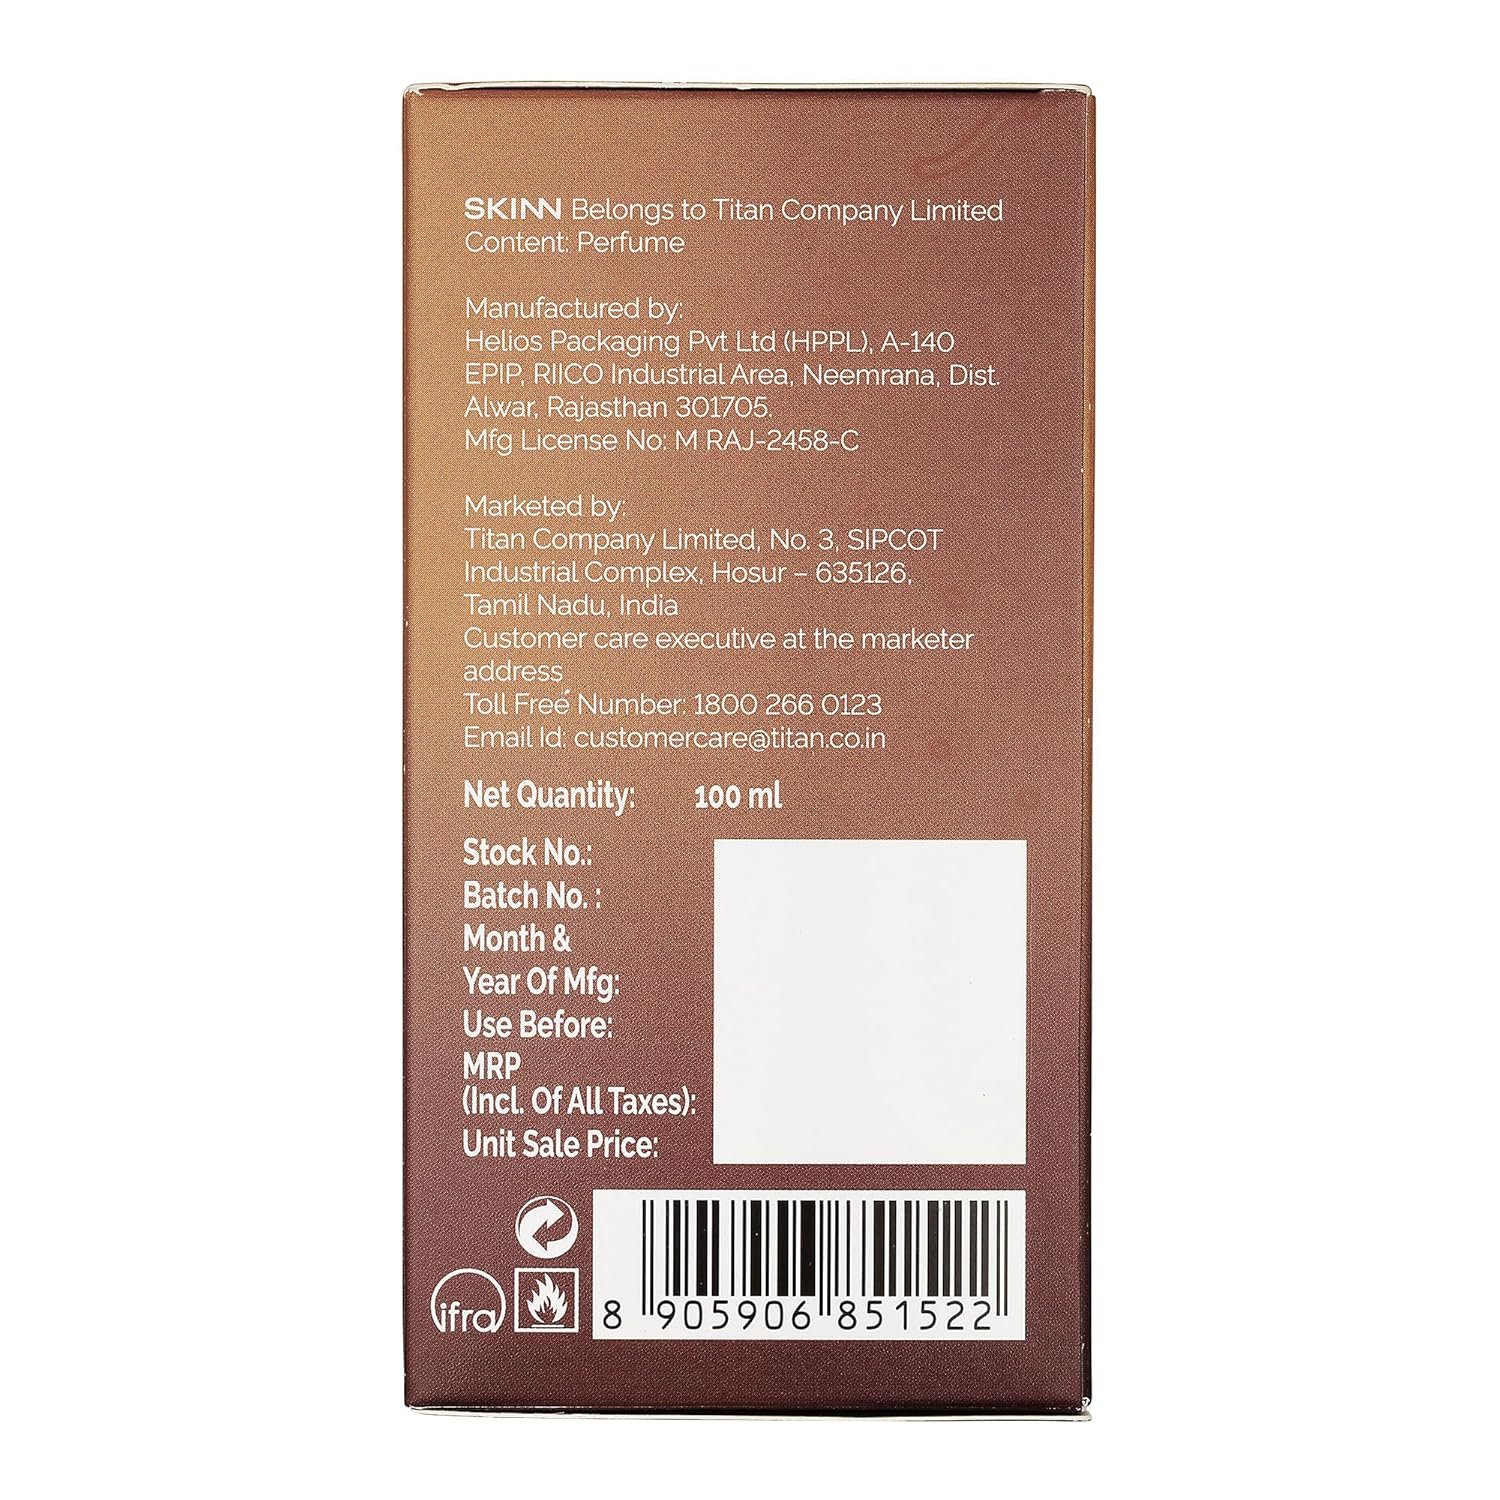 SKINN Belongs to Titan Company Limited
Content: Perfume
Manufactured by:
Helios Packaging Pvt Ltd (HPPL), A-140
EPIP, RIICO Industrial Area, Neemrana, Dist.
Alwar, Rajasthan 301705.
Mfg License No: M RAJ-2458-C
Marketed by:
Titan Company Limited, No. 3, SIPCOT
Industrial Complex, Hosur – 635126,
Tamil Nadu, India
Customer care executive at the marketer
address
Toll Free Number: 1800 266 0123
Email Id: customercare@titan.co.in
Net Quantity: 100 ml
Stock No.:
Batch No. :
Month &
Year Of Mfg:
Use Before:
MRP
(Incl. Of All Taxes):
Unit Sale Price:
ifra
8 905906 851522